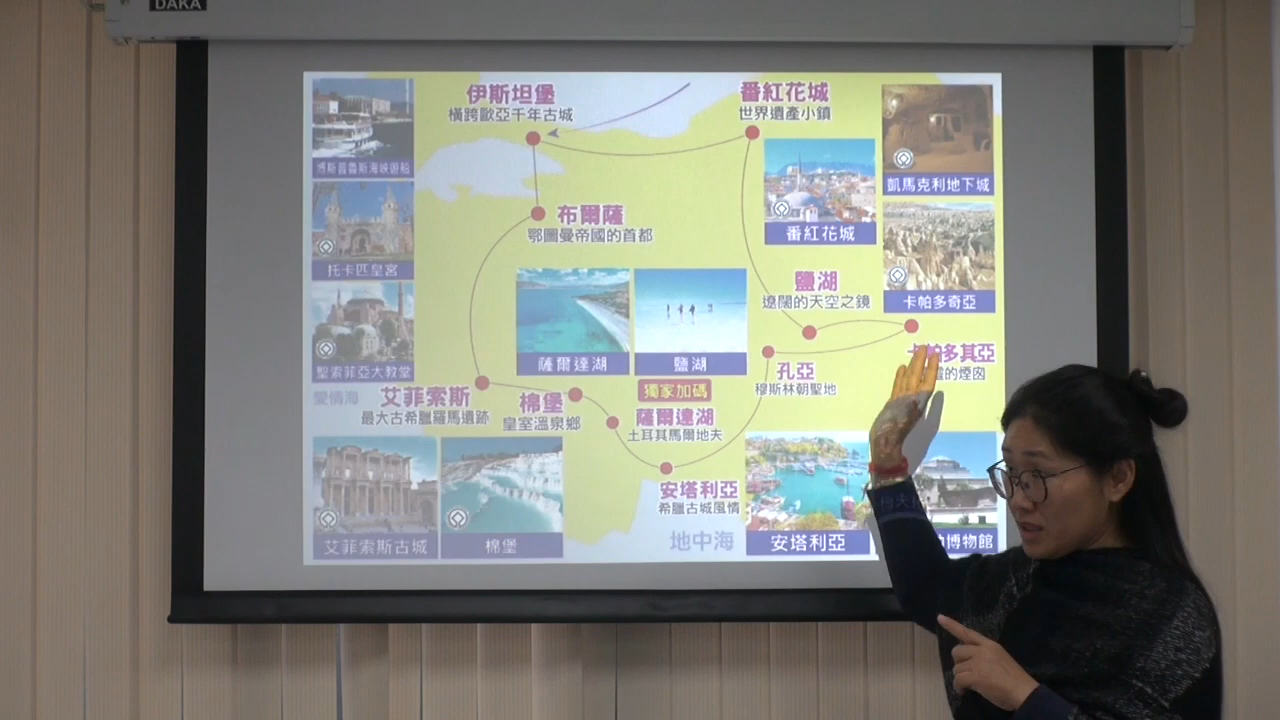 DAKA
伊斯坦堡
橫跨歐亞千年古城
番紅花城
世界遺產小鎮
博斯普魯斯海峽遊船
凱馬克利地下城
布爾薩
鄂圖曼帝國的首都
番紅花城
托卡匹皇宮
鹽湖
遼闊的天空之鏡
卡帕多奇亞
薩爾達湖
鹽湖
卡帕多其亞
的煙囪
孔亞
穆斯林朝聖地
聖索菲亞大教堂
獨家加碼
愛情海
艾菲索斯
最大古希臘羅馬遺跡
棉堡
皇室溫泉鄉
薩爾達湖
土耳其馬爾地夫
安塔利亞
希臘古城風情
地中海
艾菲索斯古城
棉堡
安塔利亞
博物館